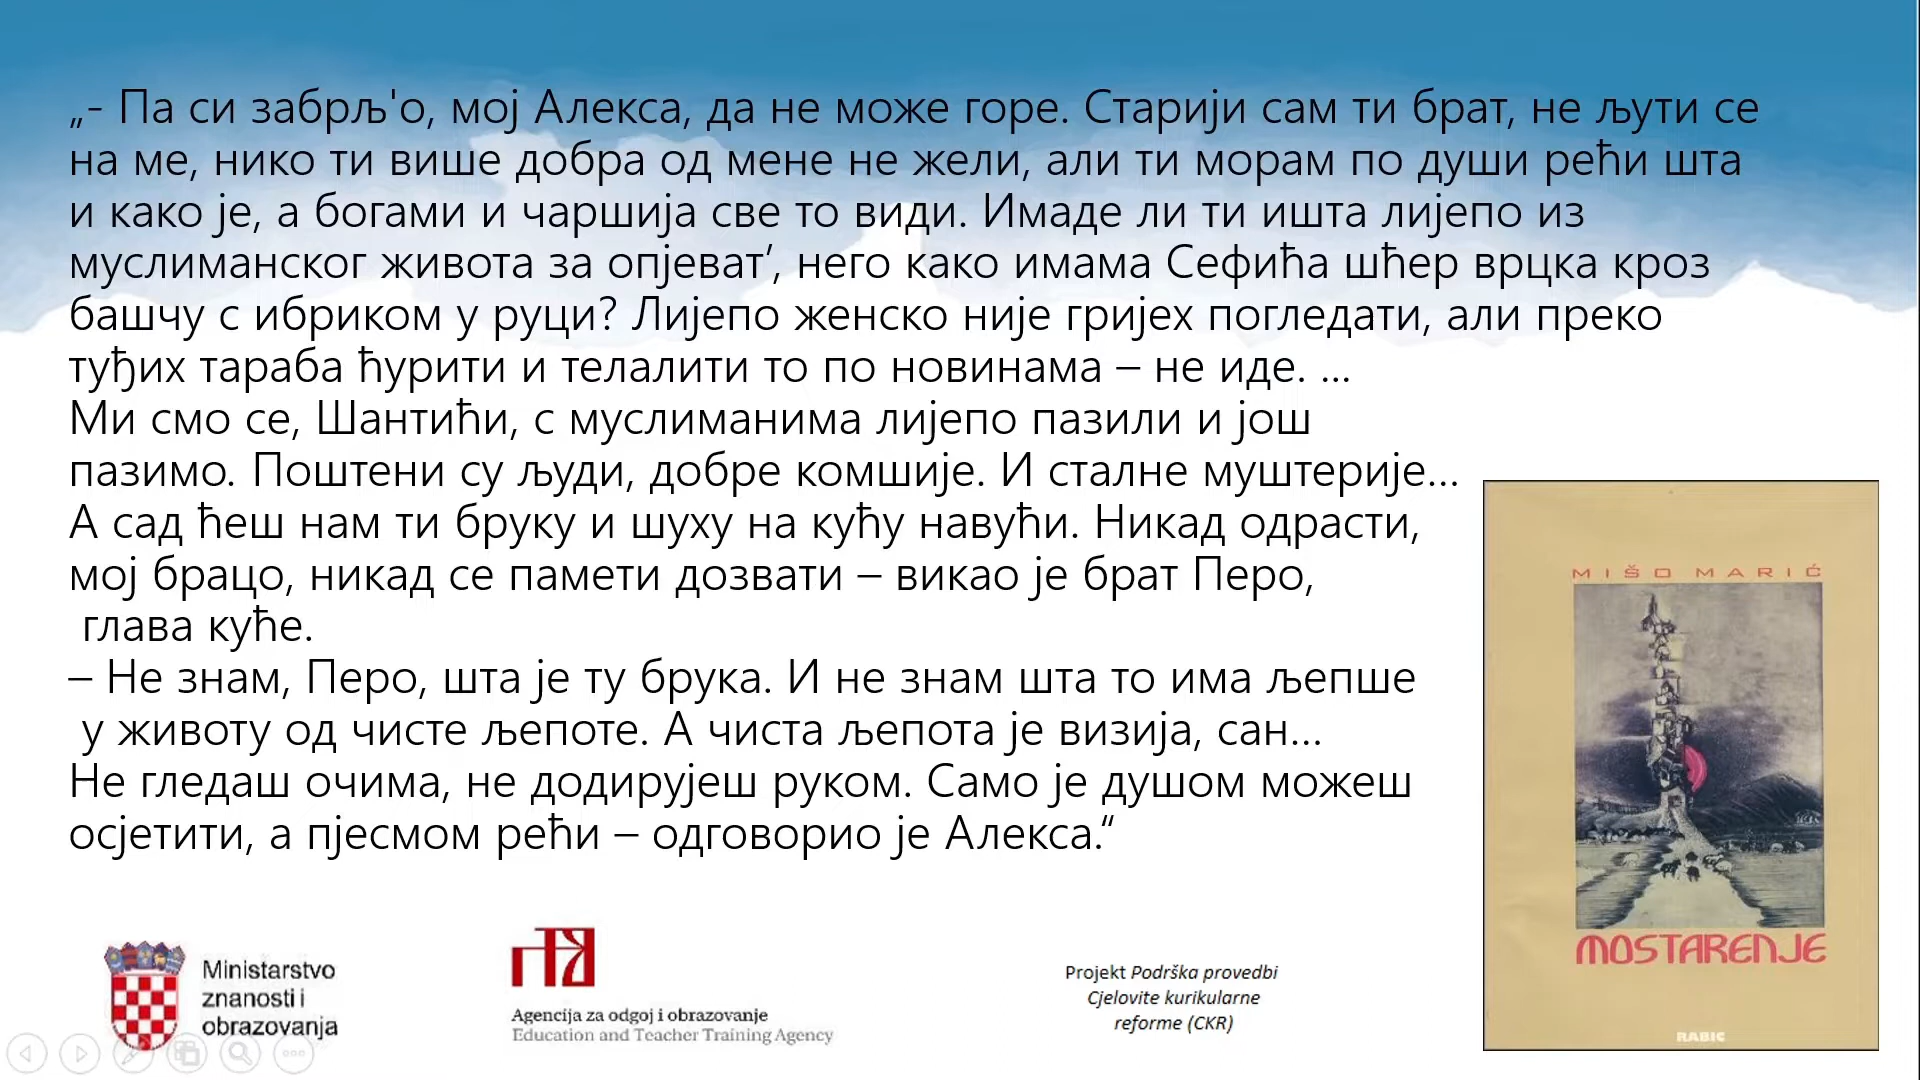 „- Па си забрљ'о, мој Алекса, да не може горе. Старији сам ти брат, не љути се
на ме, нико ти више добра од мене не жели, али ти морам по души рећи шта
и како је, а богами и чаршија све то види. Имаде ли ти ишта лијепо из
муслиманског живота за опјеват’, него како имама Сефића шћер врцка кроз
башчу с ибриком у руци? Лијепо женско није гријех погледати, али преко
туђих тараба ћурити и телалити то по новинама – не иде. ...
Ми смо се, Шантићи, с муслиманима лијепо пазили и још
пазимо. Поштени су људи, добре комшије. И сталне муштерије...
А сад ћеш нам ти бруку и шуху на кућу навући. Никад одрасти,
мој брацо, никад се памети дозвати – викао је брат Перо,
глава куће.
– Не знам, Перо, шта је ту брука. И не знам шта то има љепше
у животу од чисте љепоте. А чиста љепота је визија, сан...
Не гледаш очима, не додирујеш руком. Само је душом можеш
осјетити, а пјесмом рећи – одговорио је Алекса.“
MIŠO MARIĆ
MOSTARENJE
RABIC
Ministarstvo
znanosti i
obrazovanja
Agencija za odgoj i obrazovanje
Education and Teacher Training Agency
Projekt Podrška provedbi
Cjelovite kurikularne
reforme (CKR)